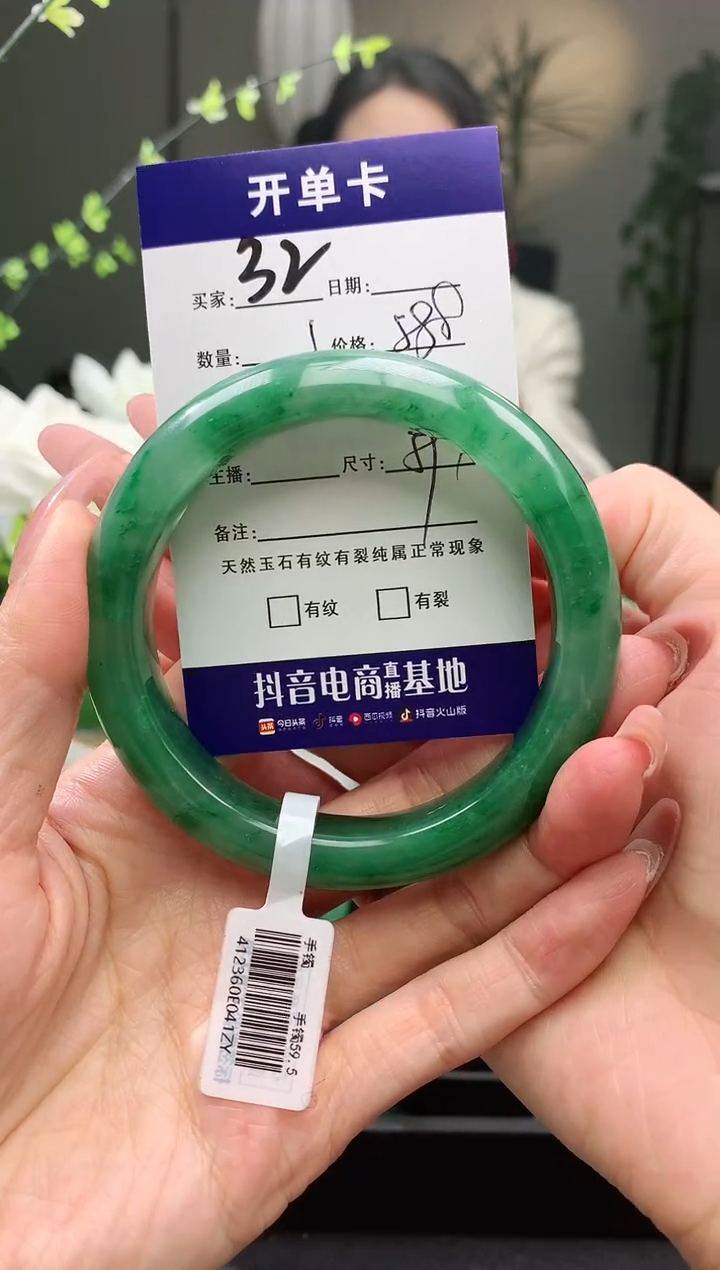 开单卡
买家: 32 日期:
数量: 1 价格: 5880
主播: 尺寸:
备注:
天然玉石有纹有裂纯属正常现象
有纹 有裂
抖音电商直播基地
头条 今日头条 抖音 西瓜视频 抖音火山版
手镯
手镯59.5